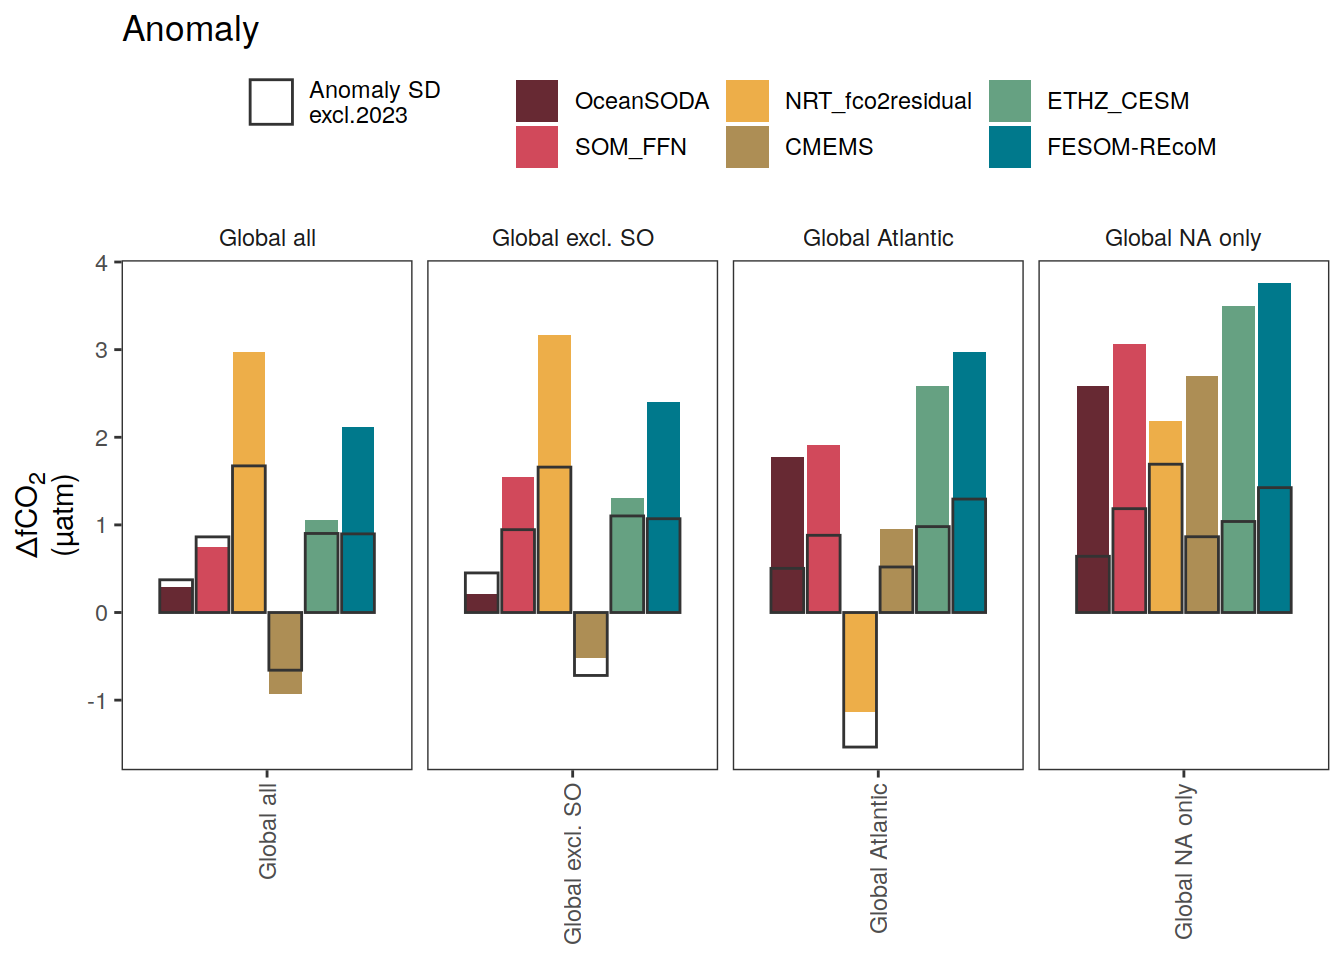 Anomaly
Anomaly SD
excl.2023
OceanSODA
NRT_fco2residual
ETHZ_CESM
SOM_FFN
CMEMS
FESOM-REcoM
Global all
Global excl. SO
Global Atlantic
Global NA only
4
3
2
1
0
-1
ΔfCO₂
(µatm)
Global all
Global excl. SO
Global Atlantic
Global NA only